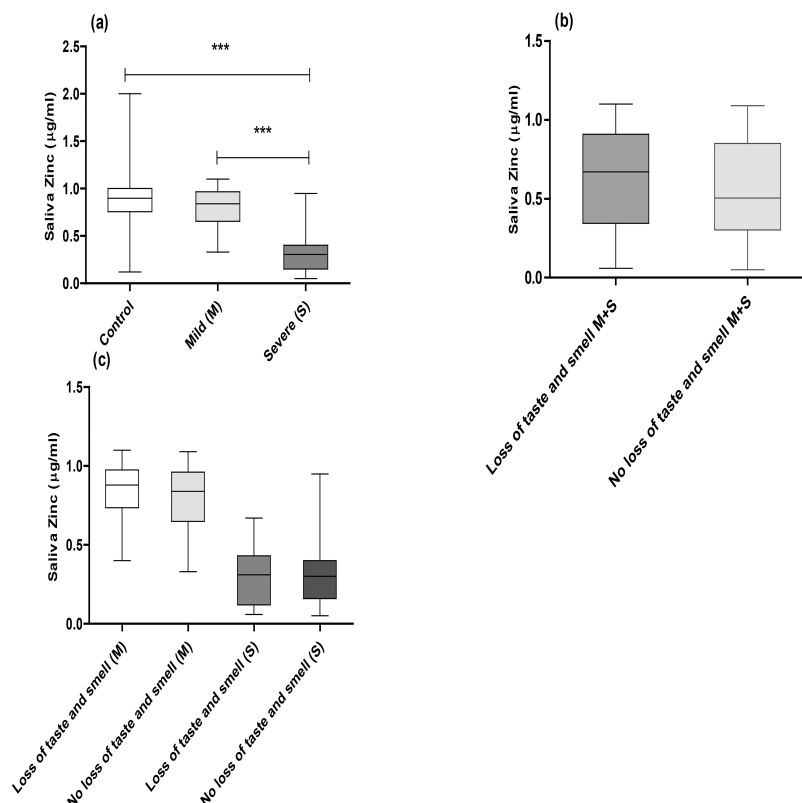 (a)
***
***
Saliva Zinc (µg/ml)
2.5
2.0
1.5
1.0
0.5
0.0
Control
Mild (M)
Severe (S)
(b)
Saliva Zinc (µg/ml)
1.5
1.0
0.5
0.0
Loss of taste and smell M+S
No loss of taste and smell M+S
(c)
Saliva Zinc (µg/ml)
1.5
1.0
0.5
0.0
Loss of taste and smell (M)
No loss of taste and smell (M)
Loss of taste and smell (S)
No loss of taste and smell (S)